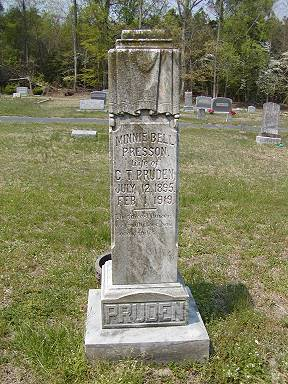 MINNIE BELL
PRESSON
Wife of
C. T. PRUDEN
JULY 12, 1895
FEB. 1, 1919
PRUDEN